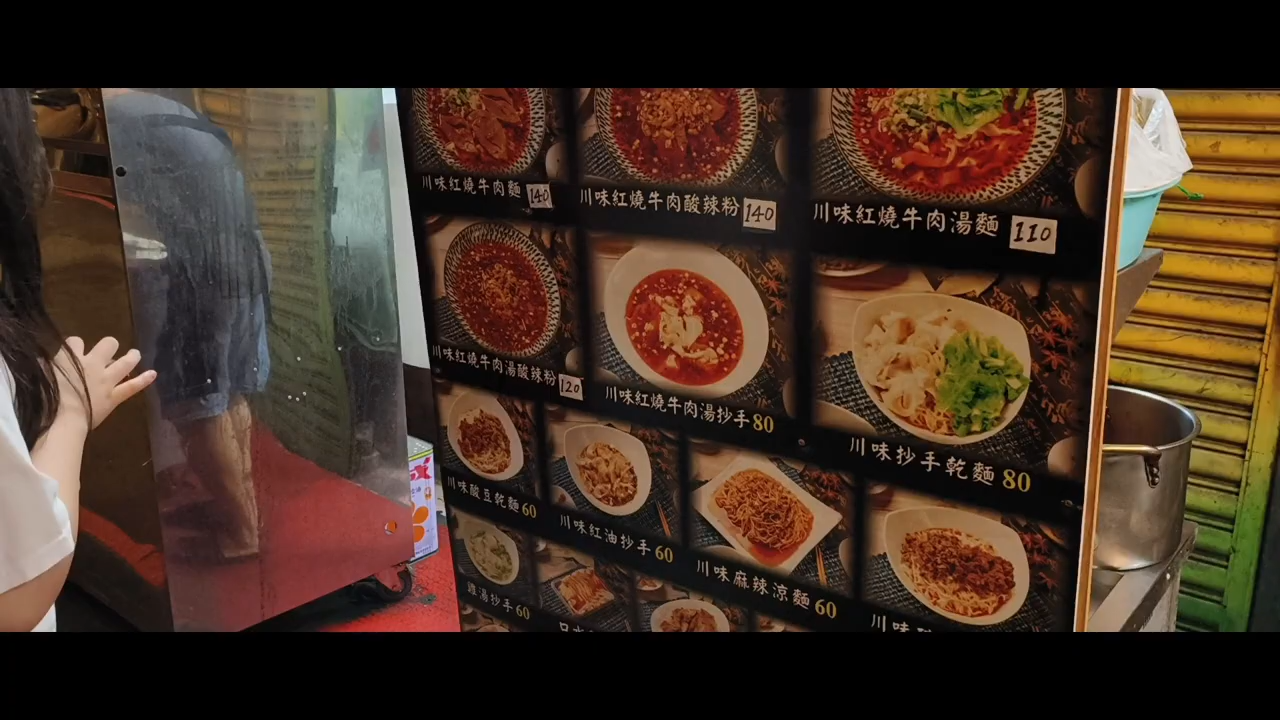 川味紅燒牛肉麵 140
川味紅燒牛肉酸辣粉 140
川味紅燒牛肉湯麵 110
川味紅燒牛肉湯酸辣粉 120
川味紅燒牛肉湯抄手 80
川味抄手乾麵 80
川味酸豆乾麵 60
川味紅油抄手 60
川味麻辣涼麵 60
川味
雞湯抄手 60
口水